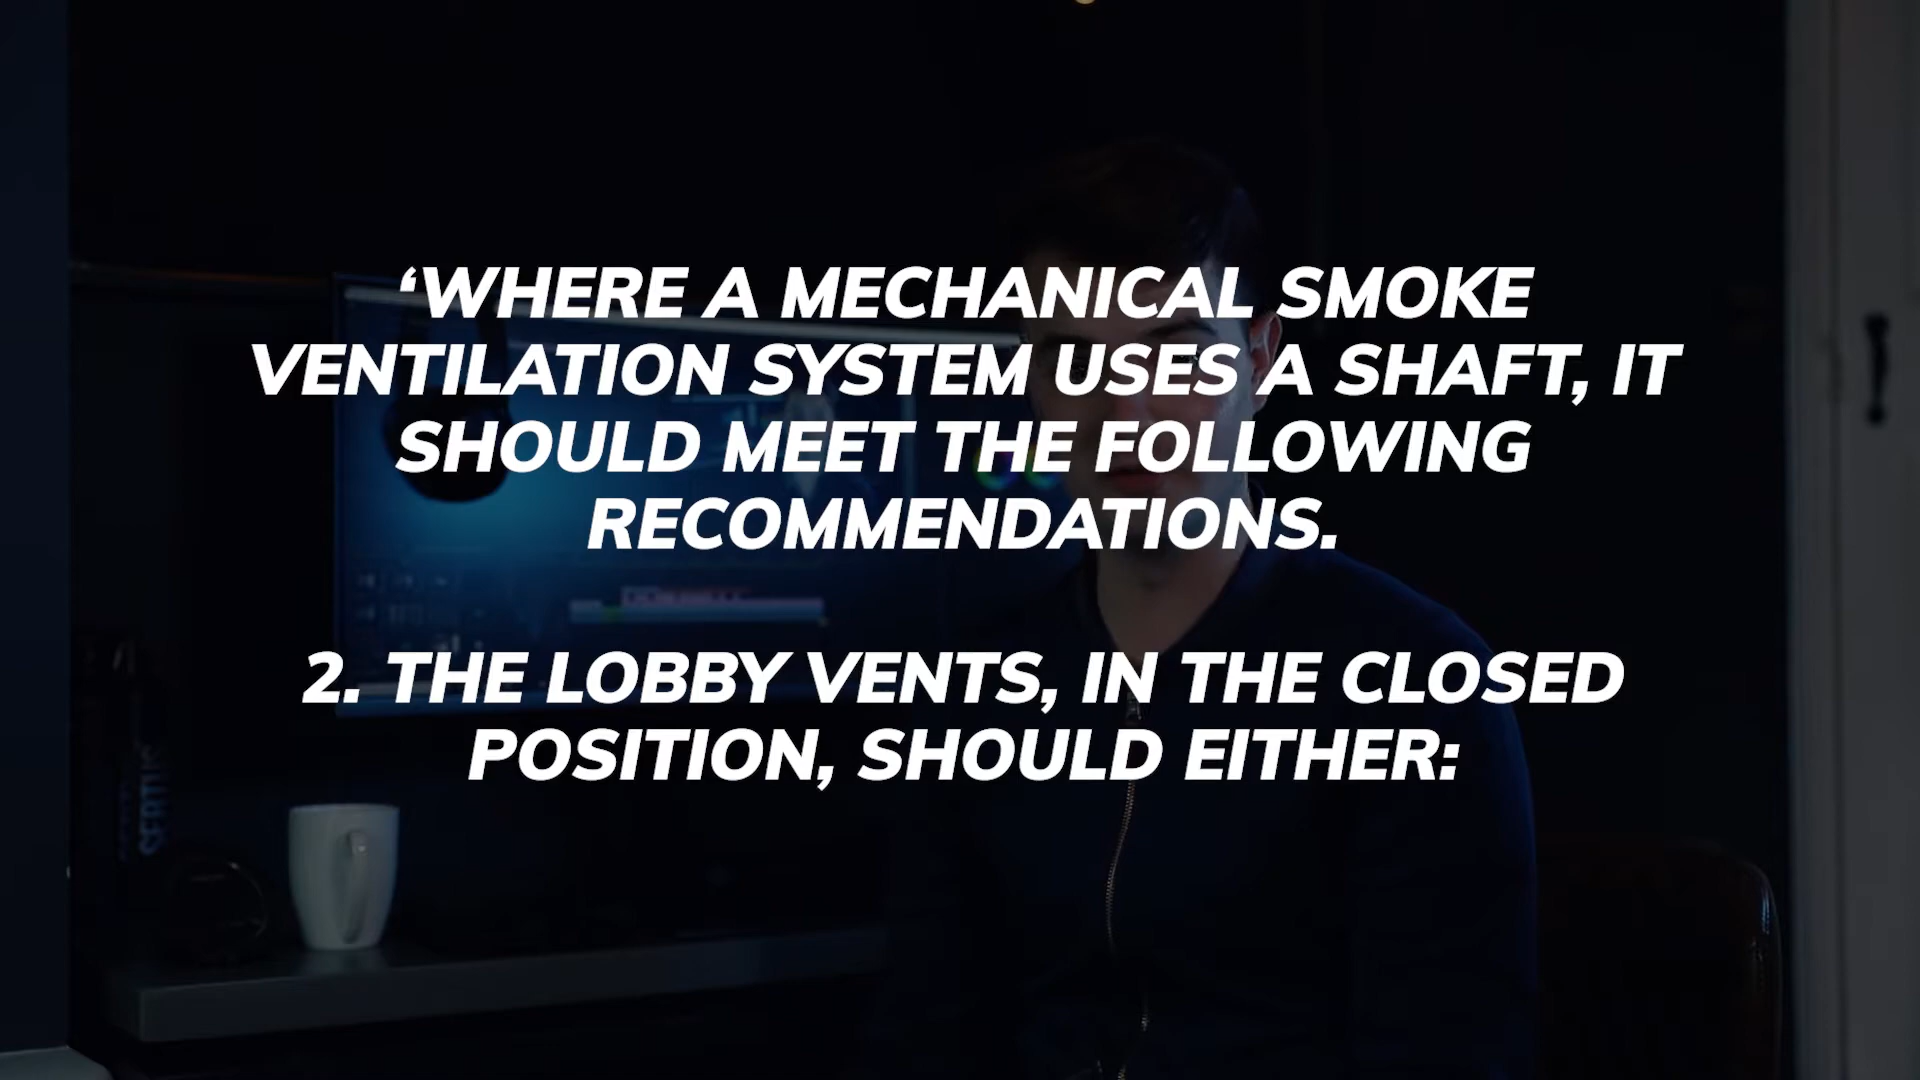 ‘WHERE A MECHANICAL SMOKE
VENTILATION SYSTEM USES A SHAFT, IT
SHOULD MEET THE FOLLOWING
RECOMMENDATIONS.
2. THE LOBBY VENTS, IN THE CLOSED
POSITION, SHOULD EITHER: